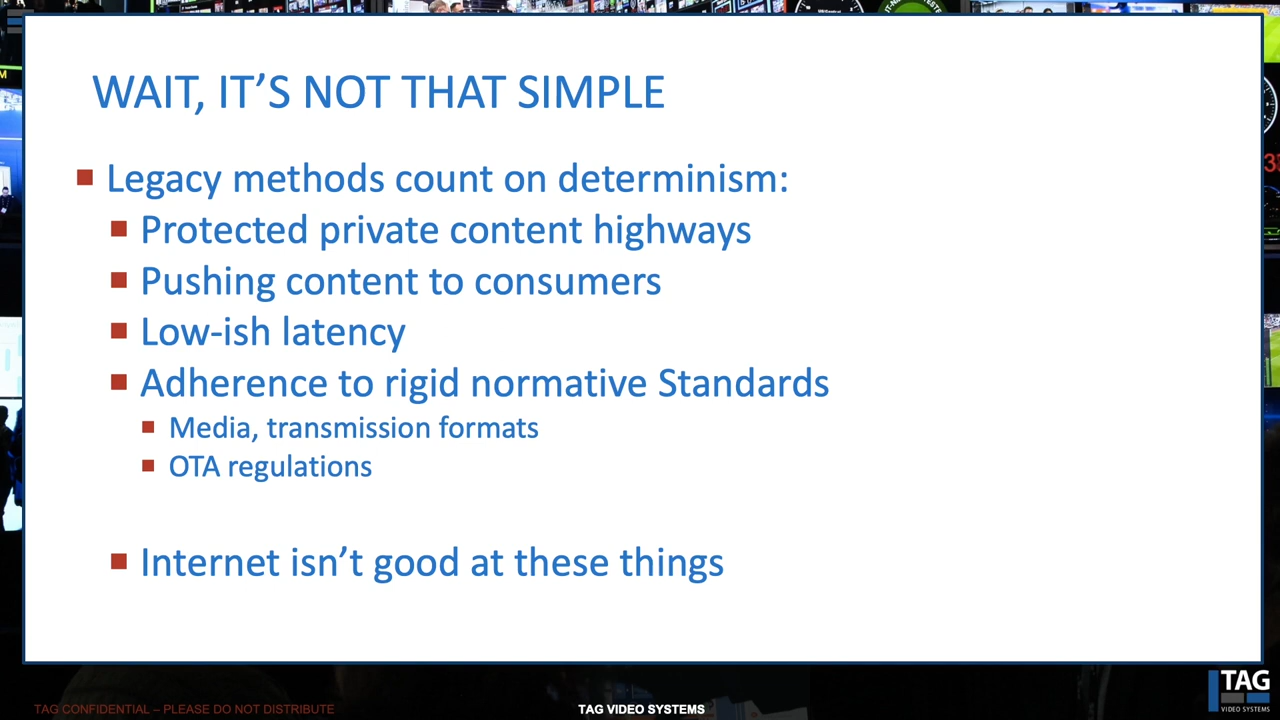 WAIT, IT’S NOT THAT SIMPLE
Legacy methods count on determinism:
Protected private content highways
Pushing content to consumers
Low-ish latency
Adherence to rigid normative Standards
Media, transmission formats
OTA regulations
Internet isn’t good at these things
TAG CONFIDENTIAL – PLEASE DO NOT DISTRIBUTE
TAG VIDEO SYSTEMS
TAG
VIDEO SYSTEMS